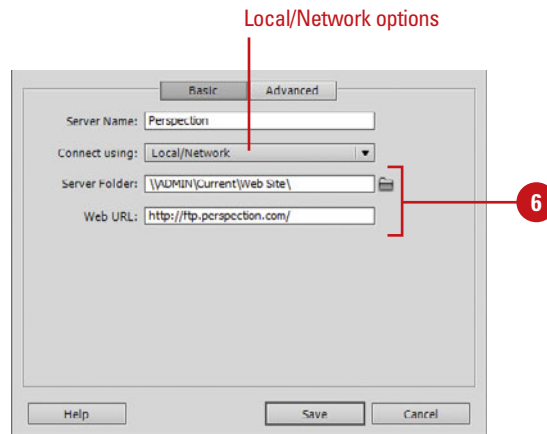 Local/Network options
Basic Advanced
Server Name: Perspection
Connect using: Local/Network
Server Folder: \\ADMIN\Current\Web Site\
6
Web URL: http://ftp.perspection.com/
Help Save Cancel